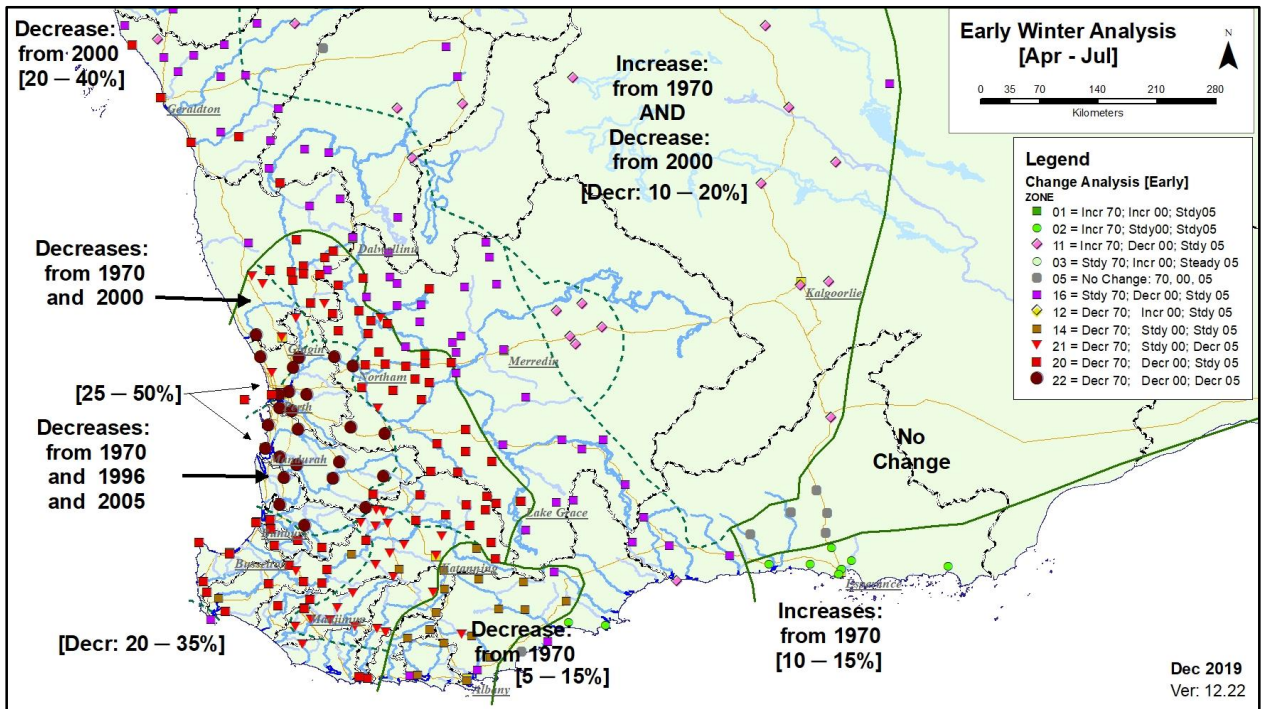 Decrease:
from 2000
[20 — 40%]
Early Winter Analysis
[Apr - Jul]
N
0 35 70 140 210 280
Kilometers
Increase:
from 1970
AND
Decrease:
from 2000
[Decr: 10 — 20%]
Legend
Change Analysis [Early]
ZONE
01 = Incr 70; Incr 00; Stdy05
02 = Incr 70; Stdy00; Stdy05
11 = Incr 70; Decr 00; Stdy 05
03 = Stdy 70; Incr 00; Steady 05
05 = No Change: 70, 00, 05
16 = Stdy 70; Decr 00; Stdy 05
12 = Decr 70; Incr 00; Stdy 05
14 = Decr 70; Stdy 00; Stdy 05
21 = Decr 70; Stdy 00; Decr 05
20 = Decr 70; Decr 00; Stdy 05
22 = Decr 70; Decr 00; Decr 05
Geraldton
Decreases:
from 1970
and 2000
Dalwallinu
Kalgoorlie
Gingin
Merredin
Northam
[25 — 50%]
Perth
Decreases:
from 1970
and 1996
and 2005
Mandurah
No
Change
Lake Grace
Bunbury
Busselton
Katanning
Esperance
Manjimup
[Decr: 20 — 35%]
Decrease:
from 1970
[5 — 15%]
Albany
Increases:
from 1970
[10 — 15%]
Dec 2019
Ver: 12.22